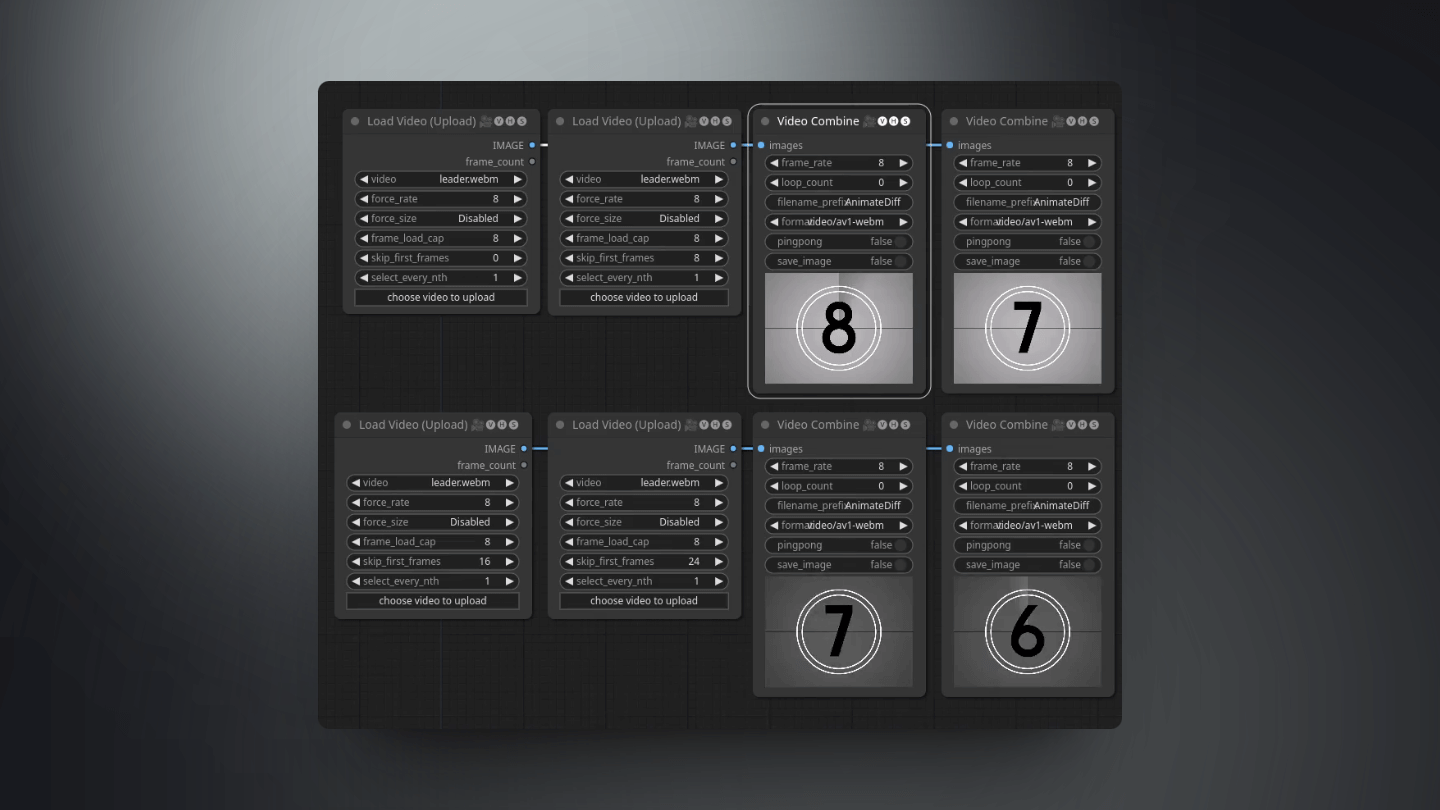 Load Video (Upload) 🎥🅥🅗🅢
IMAGE
frame_count
video leader.webm
force_rate 8
force_size Disabled
frame_load_cap 8
skip_first_frames 0
select_every_nth 1
choose video to upload
Load Video (Upload) 🎥🅥🅗🅢
IMAGE
frame_count
video leader.webm
force_rate 8
force_size Disabled
frame_load_cap 8
skip_first_frames 8
select_every_nth 1
choose video to upload
Video Combine 🎥🅥🅗🅢
images
frame_rate 8
loop_count 0
filename_prefix AnimateDiff
format video/av1-webm
pingpong false
save_image false
8
Video Combine 🎥🅥🅗🅢
images
frame_rate 8
loop_count 0
filename_prefix AnimateDiff
format video/av1-webm
pingpong false
save_image false
7
Load Video (Upload) 🎥🅥🅗🅢
IMAGE
frame_count
video leader.webm
force_rate 8
force_size Disabled
frame_load_cap 8
skip_first_frames 16
select_every_nth 1
choose video to upload
Load Video (Upload) 🎥🅥🅗🅢
IMAGE
frame_count
video leader.webm
force_rate 8
force_size Disabled
frame_load_cap 8
skip_first_frames 24
select_every_nth 1
choose video to upload
Video Combine 🎥🅥🅗🅢
images
frame_rate 8
loop_count 0
filename_prefix AnimateDiff
format video/av1-webm
pingpong false
save_image false
7
Video Combine 🎥🅥🅗🅢
images
frame_rate 8
loop_count 0
filename_prefix AnimateDiff
format video/av1-webm
pingpong false
save_image false
6